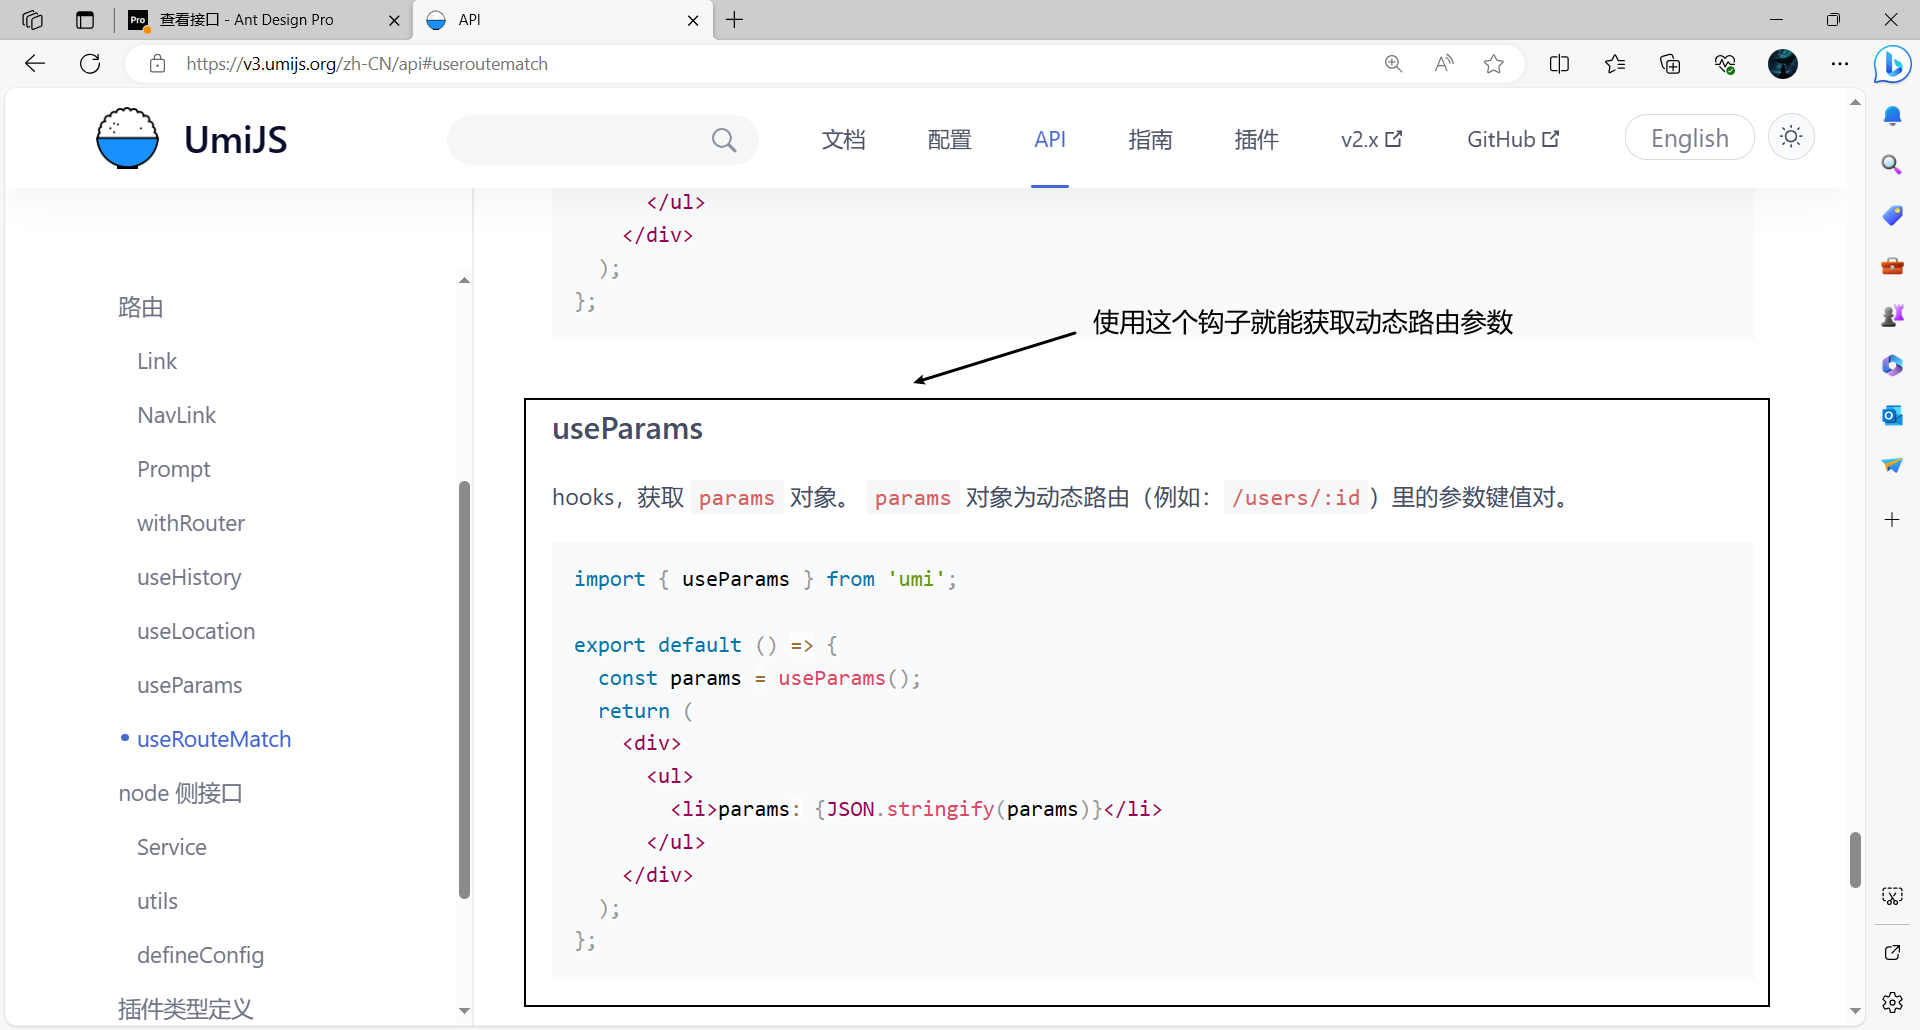 查看接口 - Ant Design Pro
API
https://v3.umijs.org/zh-CN/api#useroutematch
UmiJS
文档
配置
API
指南
插件
v2.x
GitHub
English
路由
Link
NavLink
Prompt
withRouter
useHistory
useLocation
useParams
useRouteMatch
node 侧接口
Service
utils
defineConfig
插件类型定义
</ul>
</div>
);
};
使用这个钩子就能获取动态路由参数
useParams
hooks，获取 params 对象。 params 对象为动态路由（例如：/users/:id）里的参数键值对。
import { useParams } from 'umi';
export default () => {
const params = useParams();
return (
<div>
<ul>
<li>params: {JSON.stringify(params)}</li>
</ul>
</div>
);
};